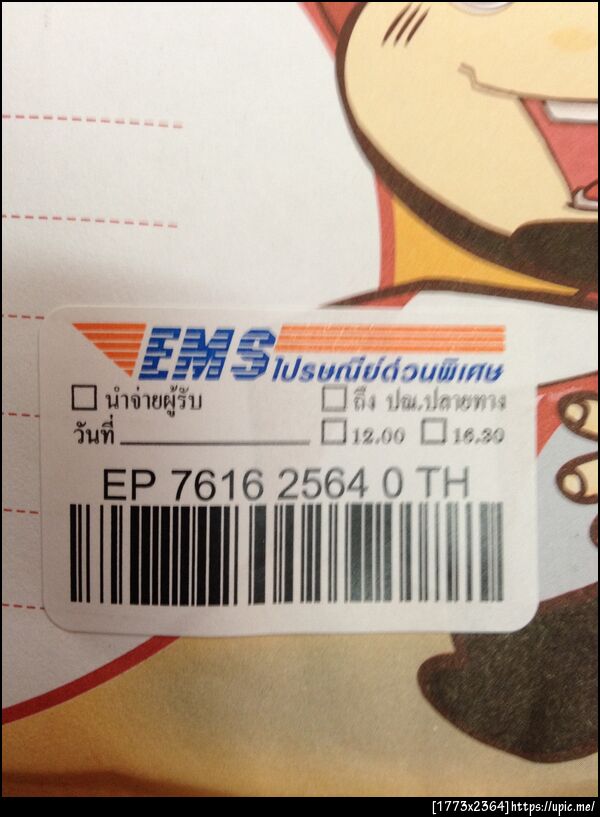 EMS ไปรษณีย์ด่วนพิเศษ
☐ นำจ่ายผู้รับ ☐ ถึง ปณ.ปลายทาง
วันที่ ____________ ☐ 12.00 ☐ 16.30
EP 7616 2564 0 TH
[1773x2364]https://upic.me/